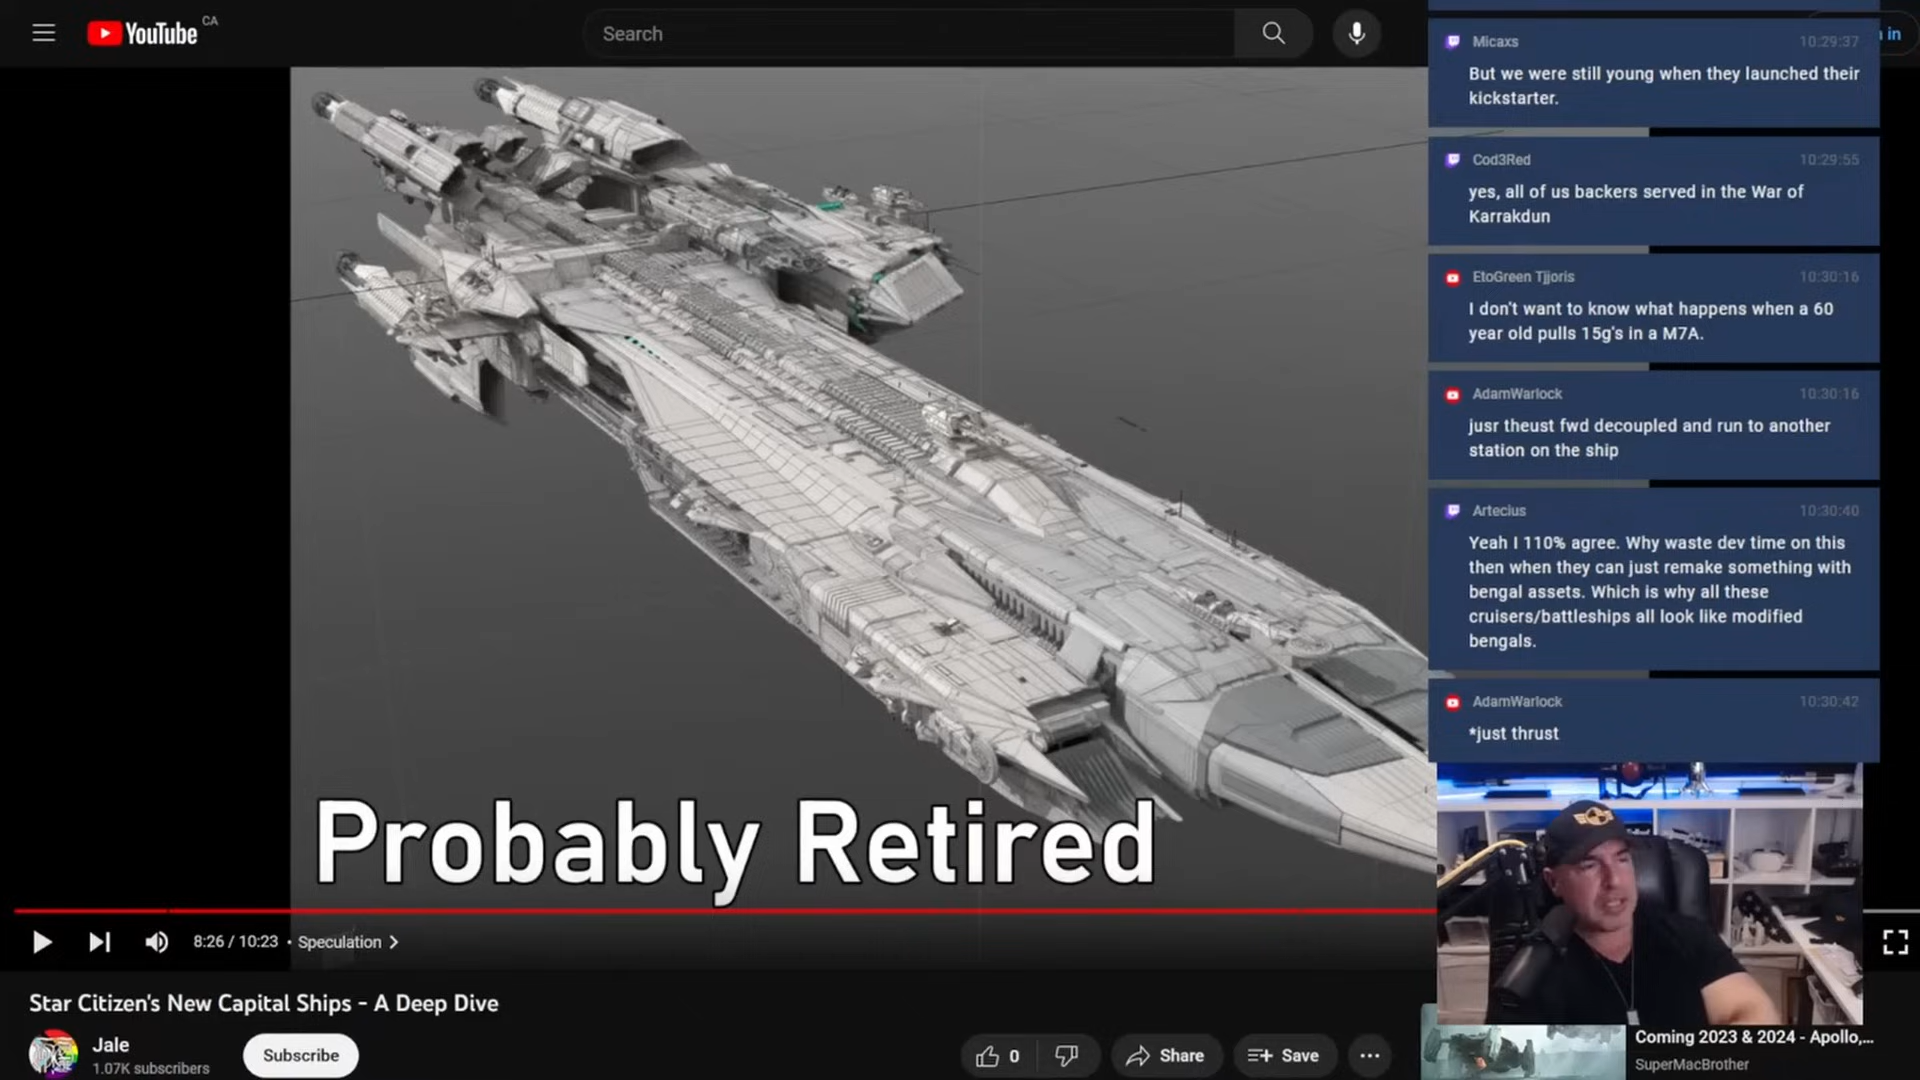 YouTube CA
Search
in
Micaxs 10:29:37
But we were still young when they launched their
kickstarter.
Cod3Red 10:29:55
yes, all of us backers served in the War of
Karrakdun
EtoGreen Tjjoris 10:30:16
I don't want to know what happens when a 60
year old pulls 15g's in a M7A.
AdamWarlock 10:30:16
jusr theust fwd decoupled and run to another
station on the ship
Artecius 10:30:40
Yeah I 110% agree. Why waste dev time on this
then when they can just remake something with
bengal assets. Which is why all these
cruisers/battleships all look like modified
bengals.
AdamWarlock 10:30:42
*just thrust
Probably Retired
8:26 / 10:23 • Speculation
Star Citizen's New Capital Ships - A Deep Dive
Jale
1.07K subscribers
Subscribe
0
Share
Save
Coming 2023 & 2024 - Apollo,...
SuperMacBrother